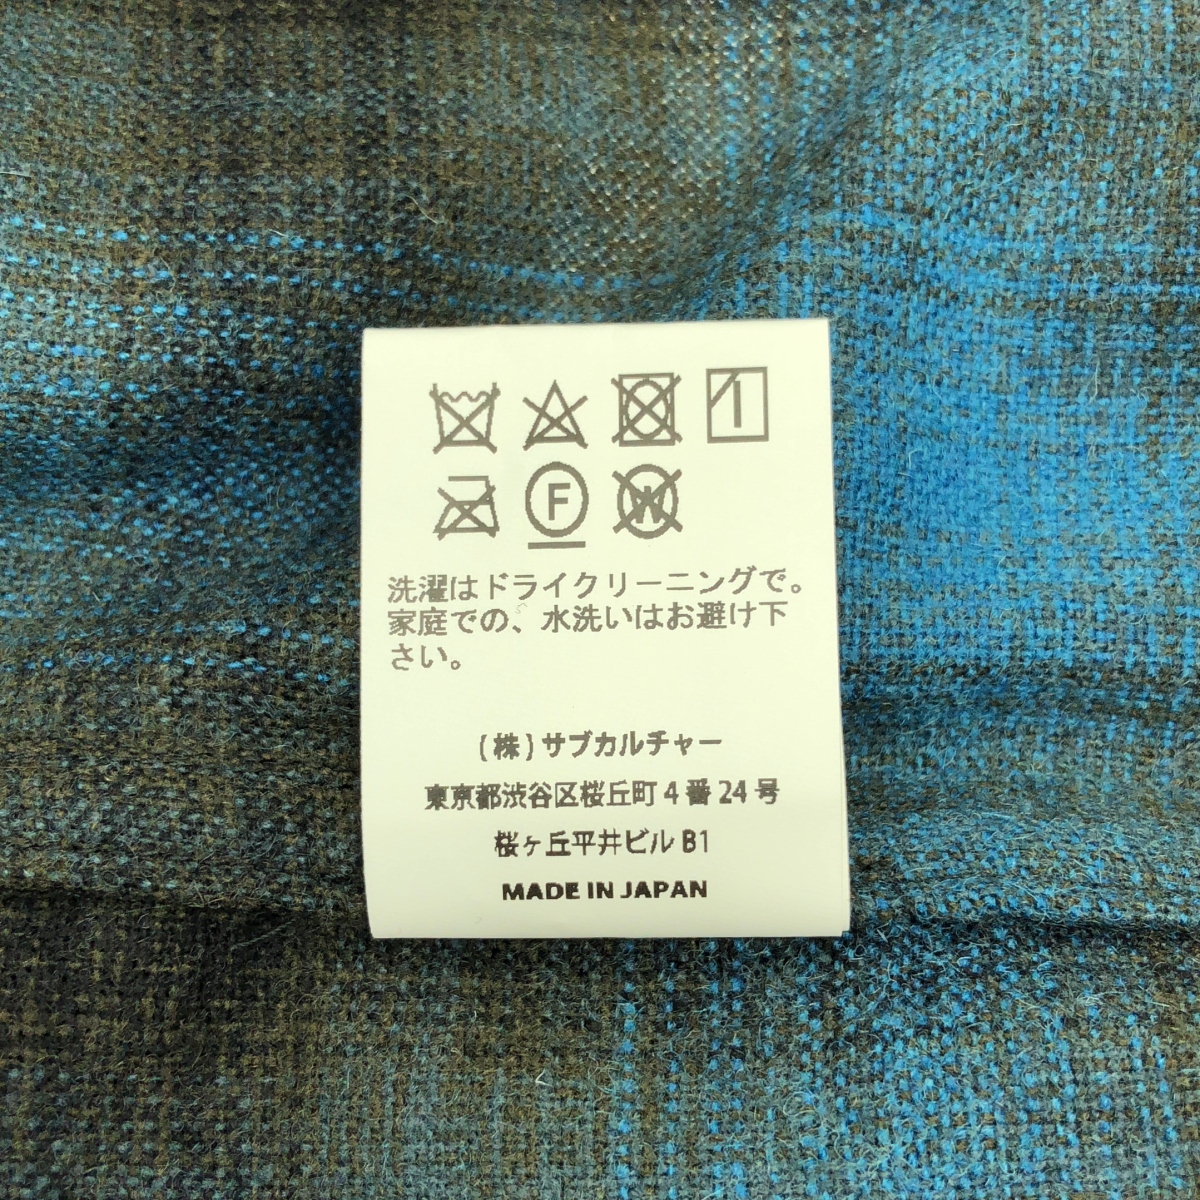 F W
洗濯はドライクリーニングで。
家庭での、水洗いはお避け下
さい。
(株)サブカルチャー
東京都渋谷区桜丘町4番24号
桜ヶ丘平井ビルB1
MADE IN JAPAN